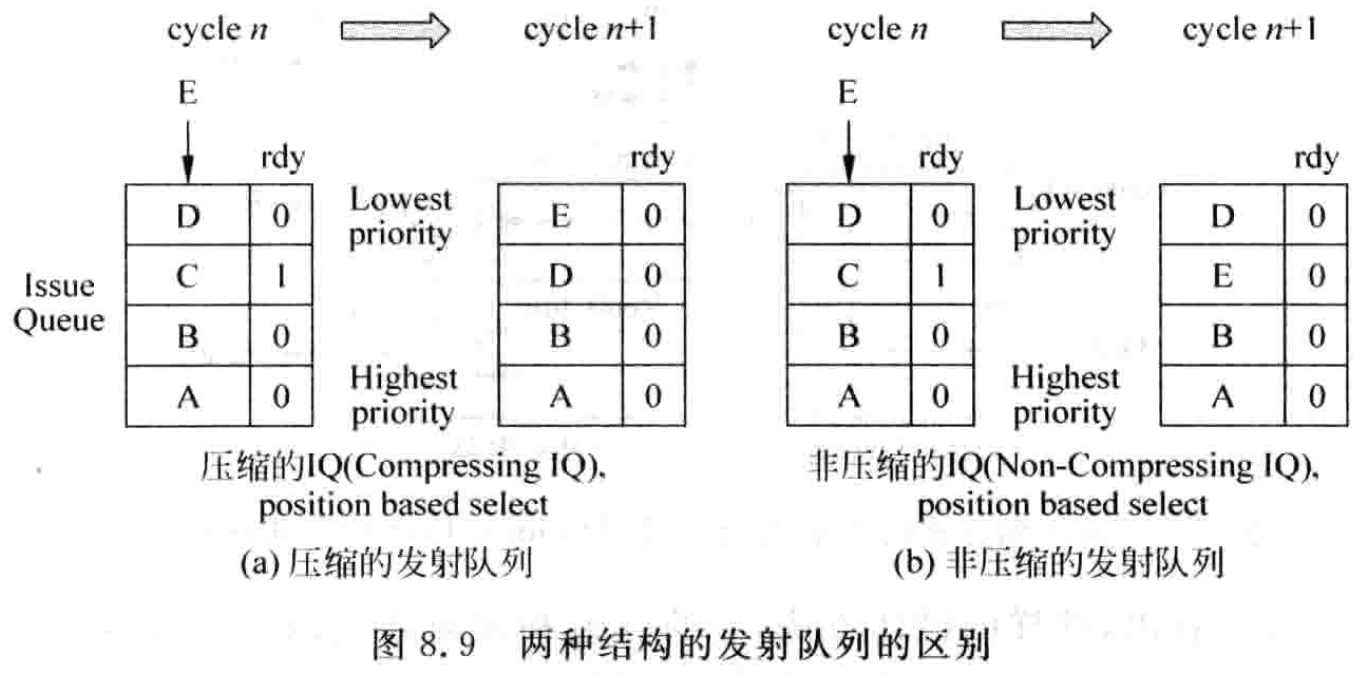 cycle n cycle n+1 cycle n cycle n+1
E E
rdy rdy rdy rdy
D 0 Lowest priority E 0 D 0 Lowest priority D 0
Issue Queue C 1 D 0 C 1 E 0
B 0 B 0 B 0 B 0
A 0 Highest priority A 0 A 0 Highest priority A 0
压缩的IQ(Compressing IQ), 非压缩的IQ(Non-Compressing IQ),
position based select position based select
(a) 压缩的发射队列 (b) 非压缩的发射队列
图 8.9 两种结构的发射队列的区别